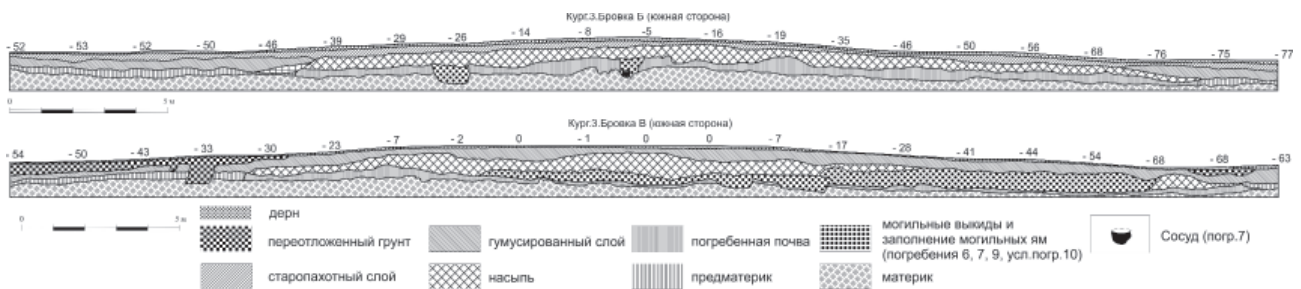 Кург.3.Бровка Б (южная сторона)
- 52 - 53 - 52 - 50 - 46 - 39 - 29 - 26 - 14 - 8 -5 - 16 - 19 - 35 - 46 - 50 - 56 - 68 - 76 - 75 - 77
0 5 м
Кург.3.Бровка В (южная сторона)
- 54 - 50 - 43 - 33 - 30 - 23 - 7 - 2 0 - 1 0 0 - 7 - 17 - 28 - 41 - 44 - 54 - 68 - 68 - 63
0 5 м
дерн
переотложенный грунт
старопахотный слой
гумусированный слой
насыпь
погребенная почва
предматерик
могильные выкиды и
заполнение могильных ям
(погребения 6, 7, 9, усл.погр.10)
материк
Сосуд (погр.7)